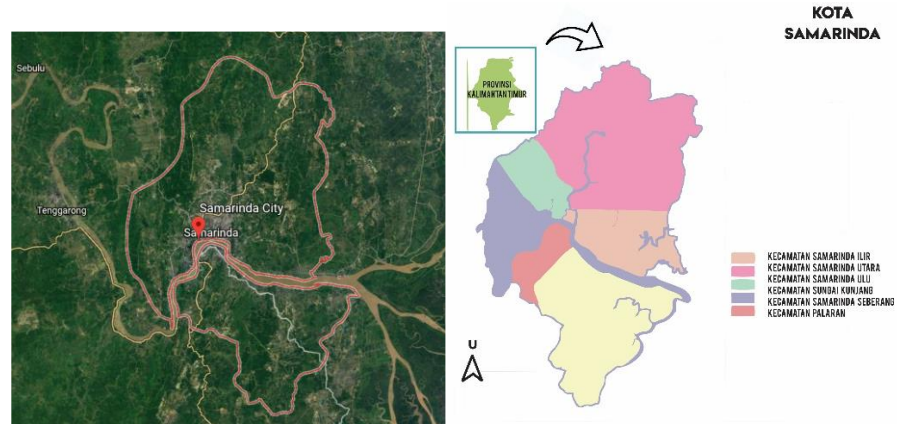 Sebulu
Tenggarong
Samarinda City
Samarinda
KOTA
SAMARINDA
PROVINSI
KALIMANTAN TIMUR
KECAMATAN SAMARINDA ILIR
KECAMATAN SAMARINDA UTARA
KECAMATAN SAMARINDA ULU
KECAMATAN SUNGAI KUNJANG
KECAMATAN SAMARINDA SEBERANG
KECAMATAN PALARAN
U